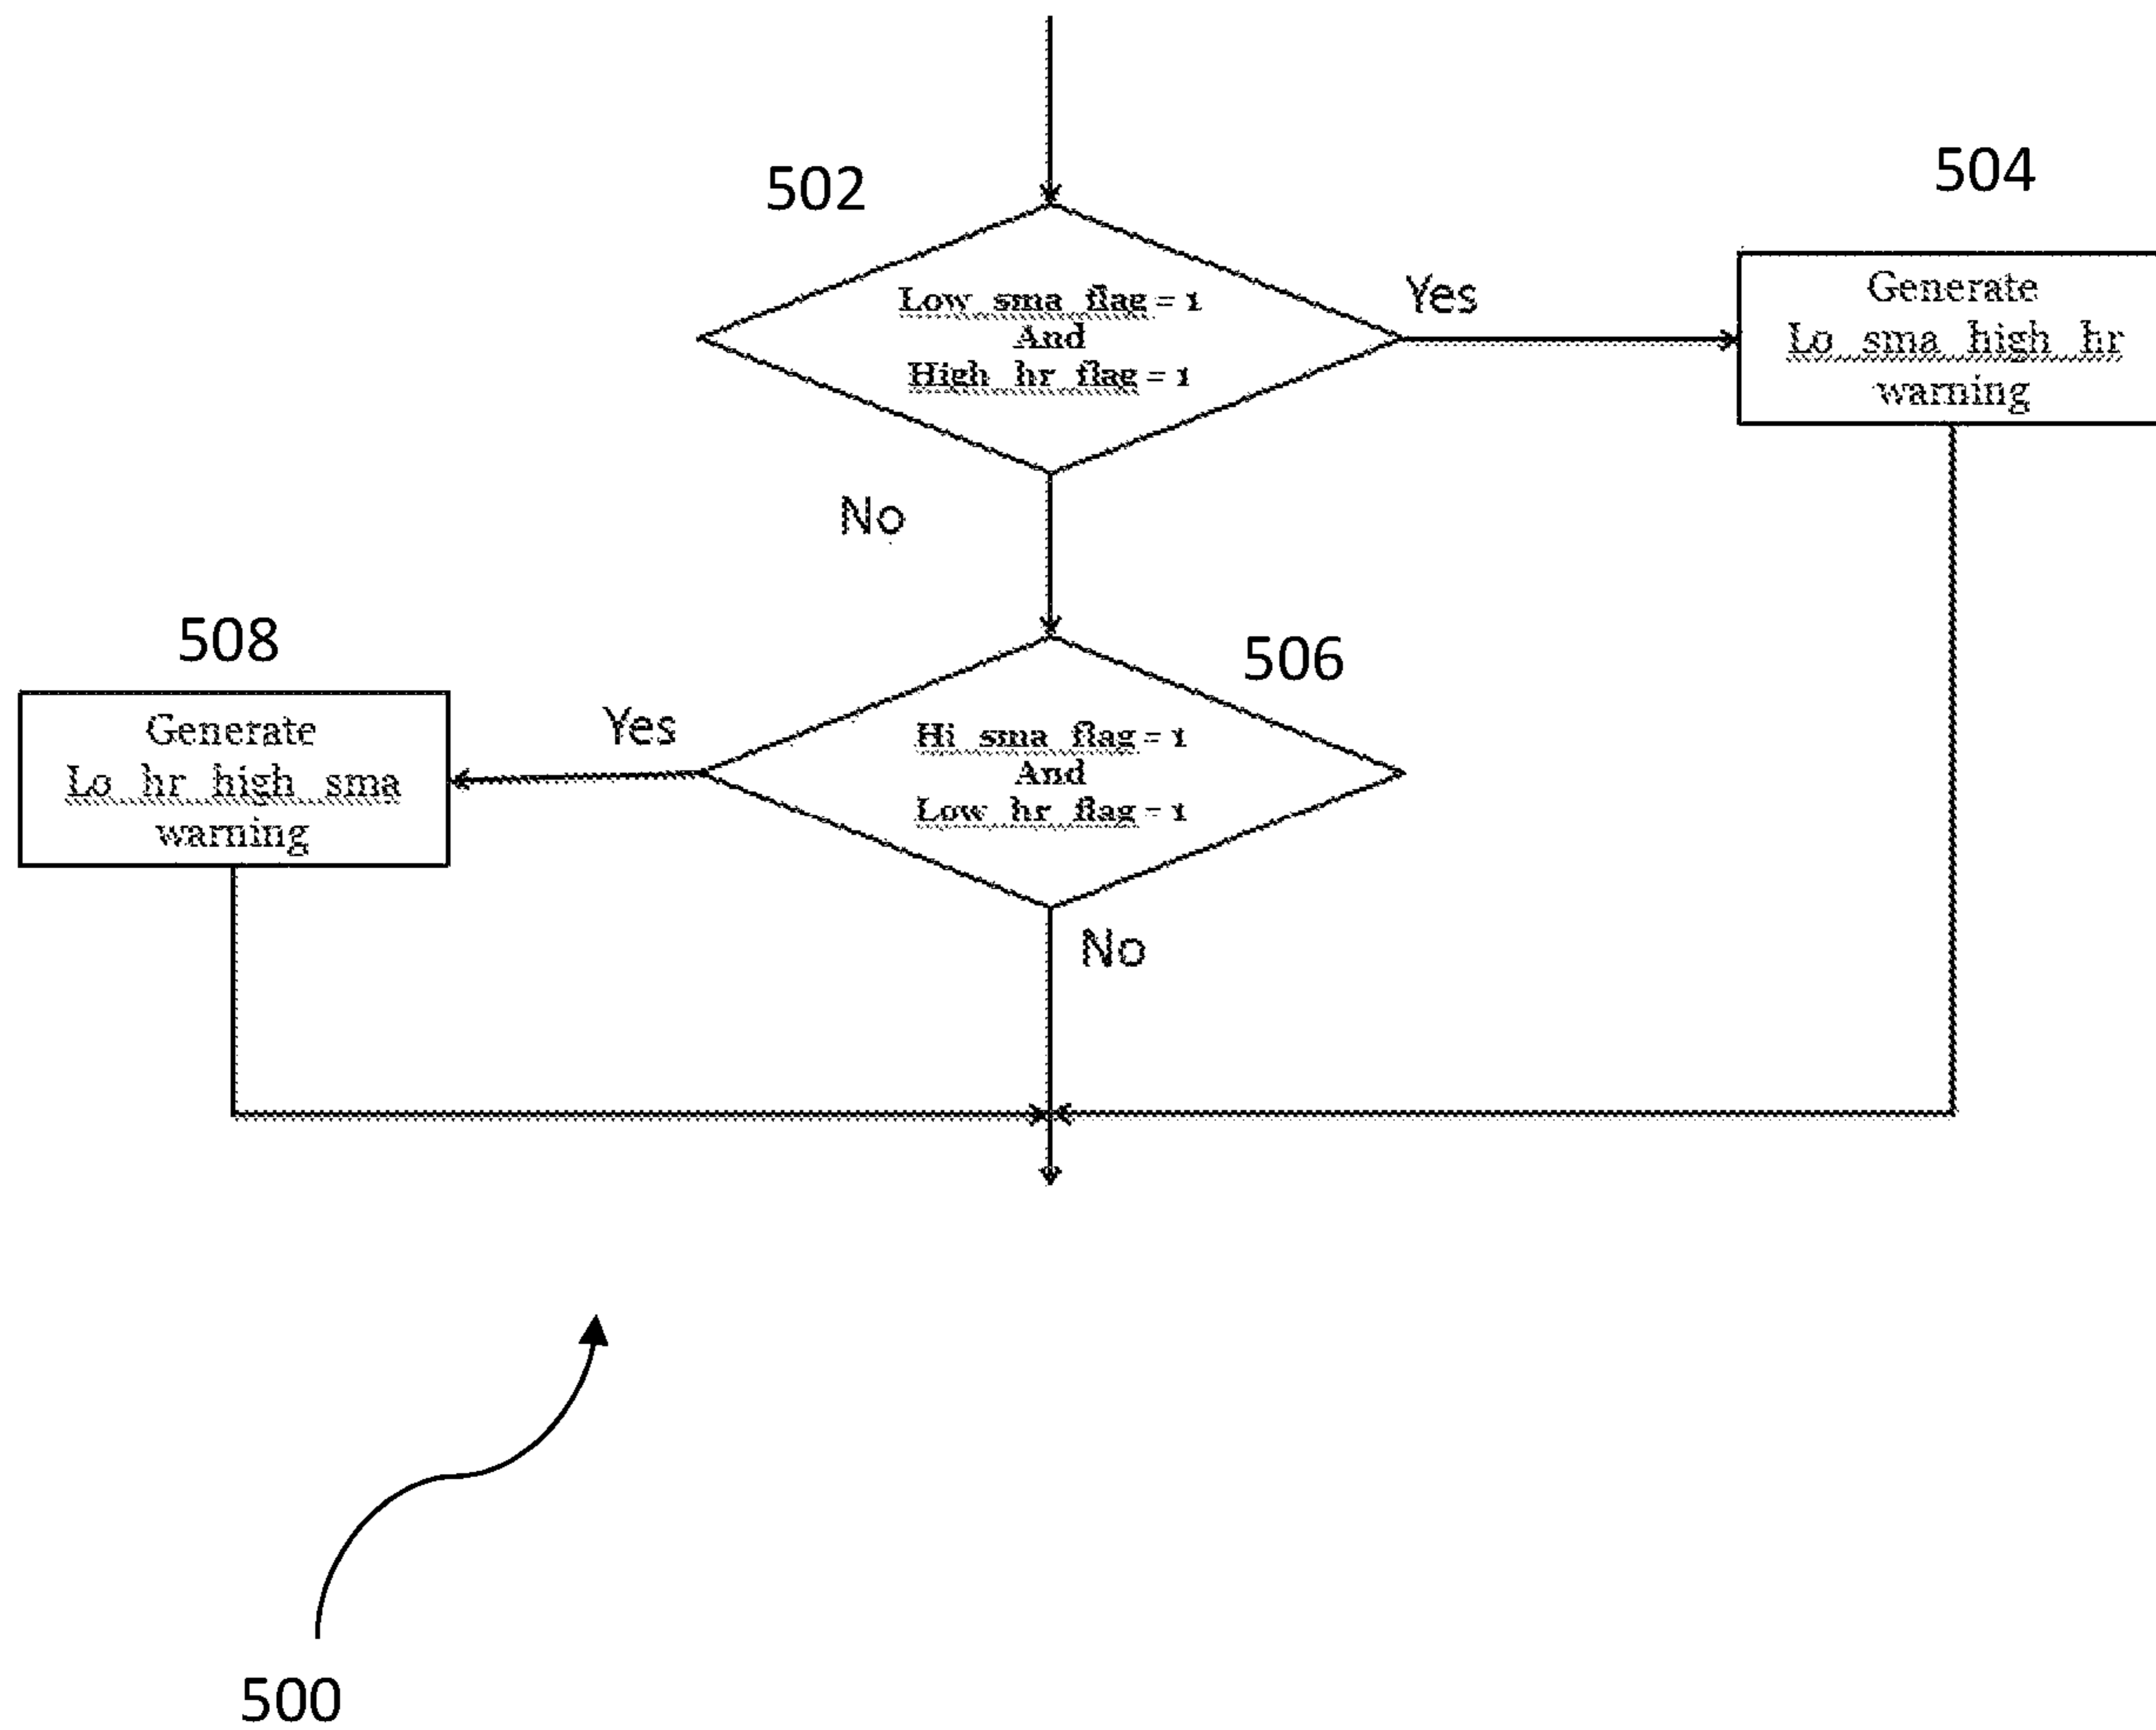 502
504
Low_sma_flag = 1
And
High_hr_flag = 1
Yes
Generate
Lo_sma_high_hr
warning
No
508
506
Generate
Lo_hr_high_sma
warning
Yes
Hi_sma_flag = 1
And
Low_hr_flag = 1
No
500